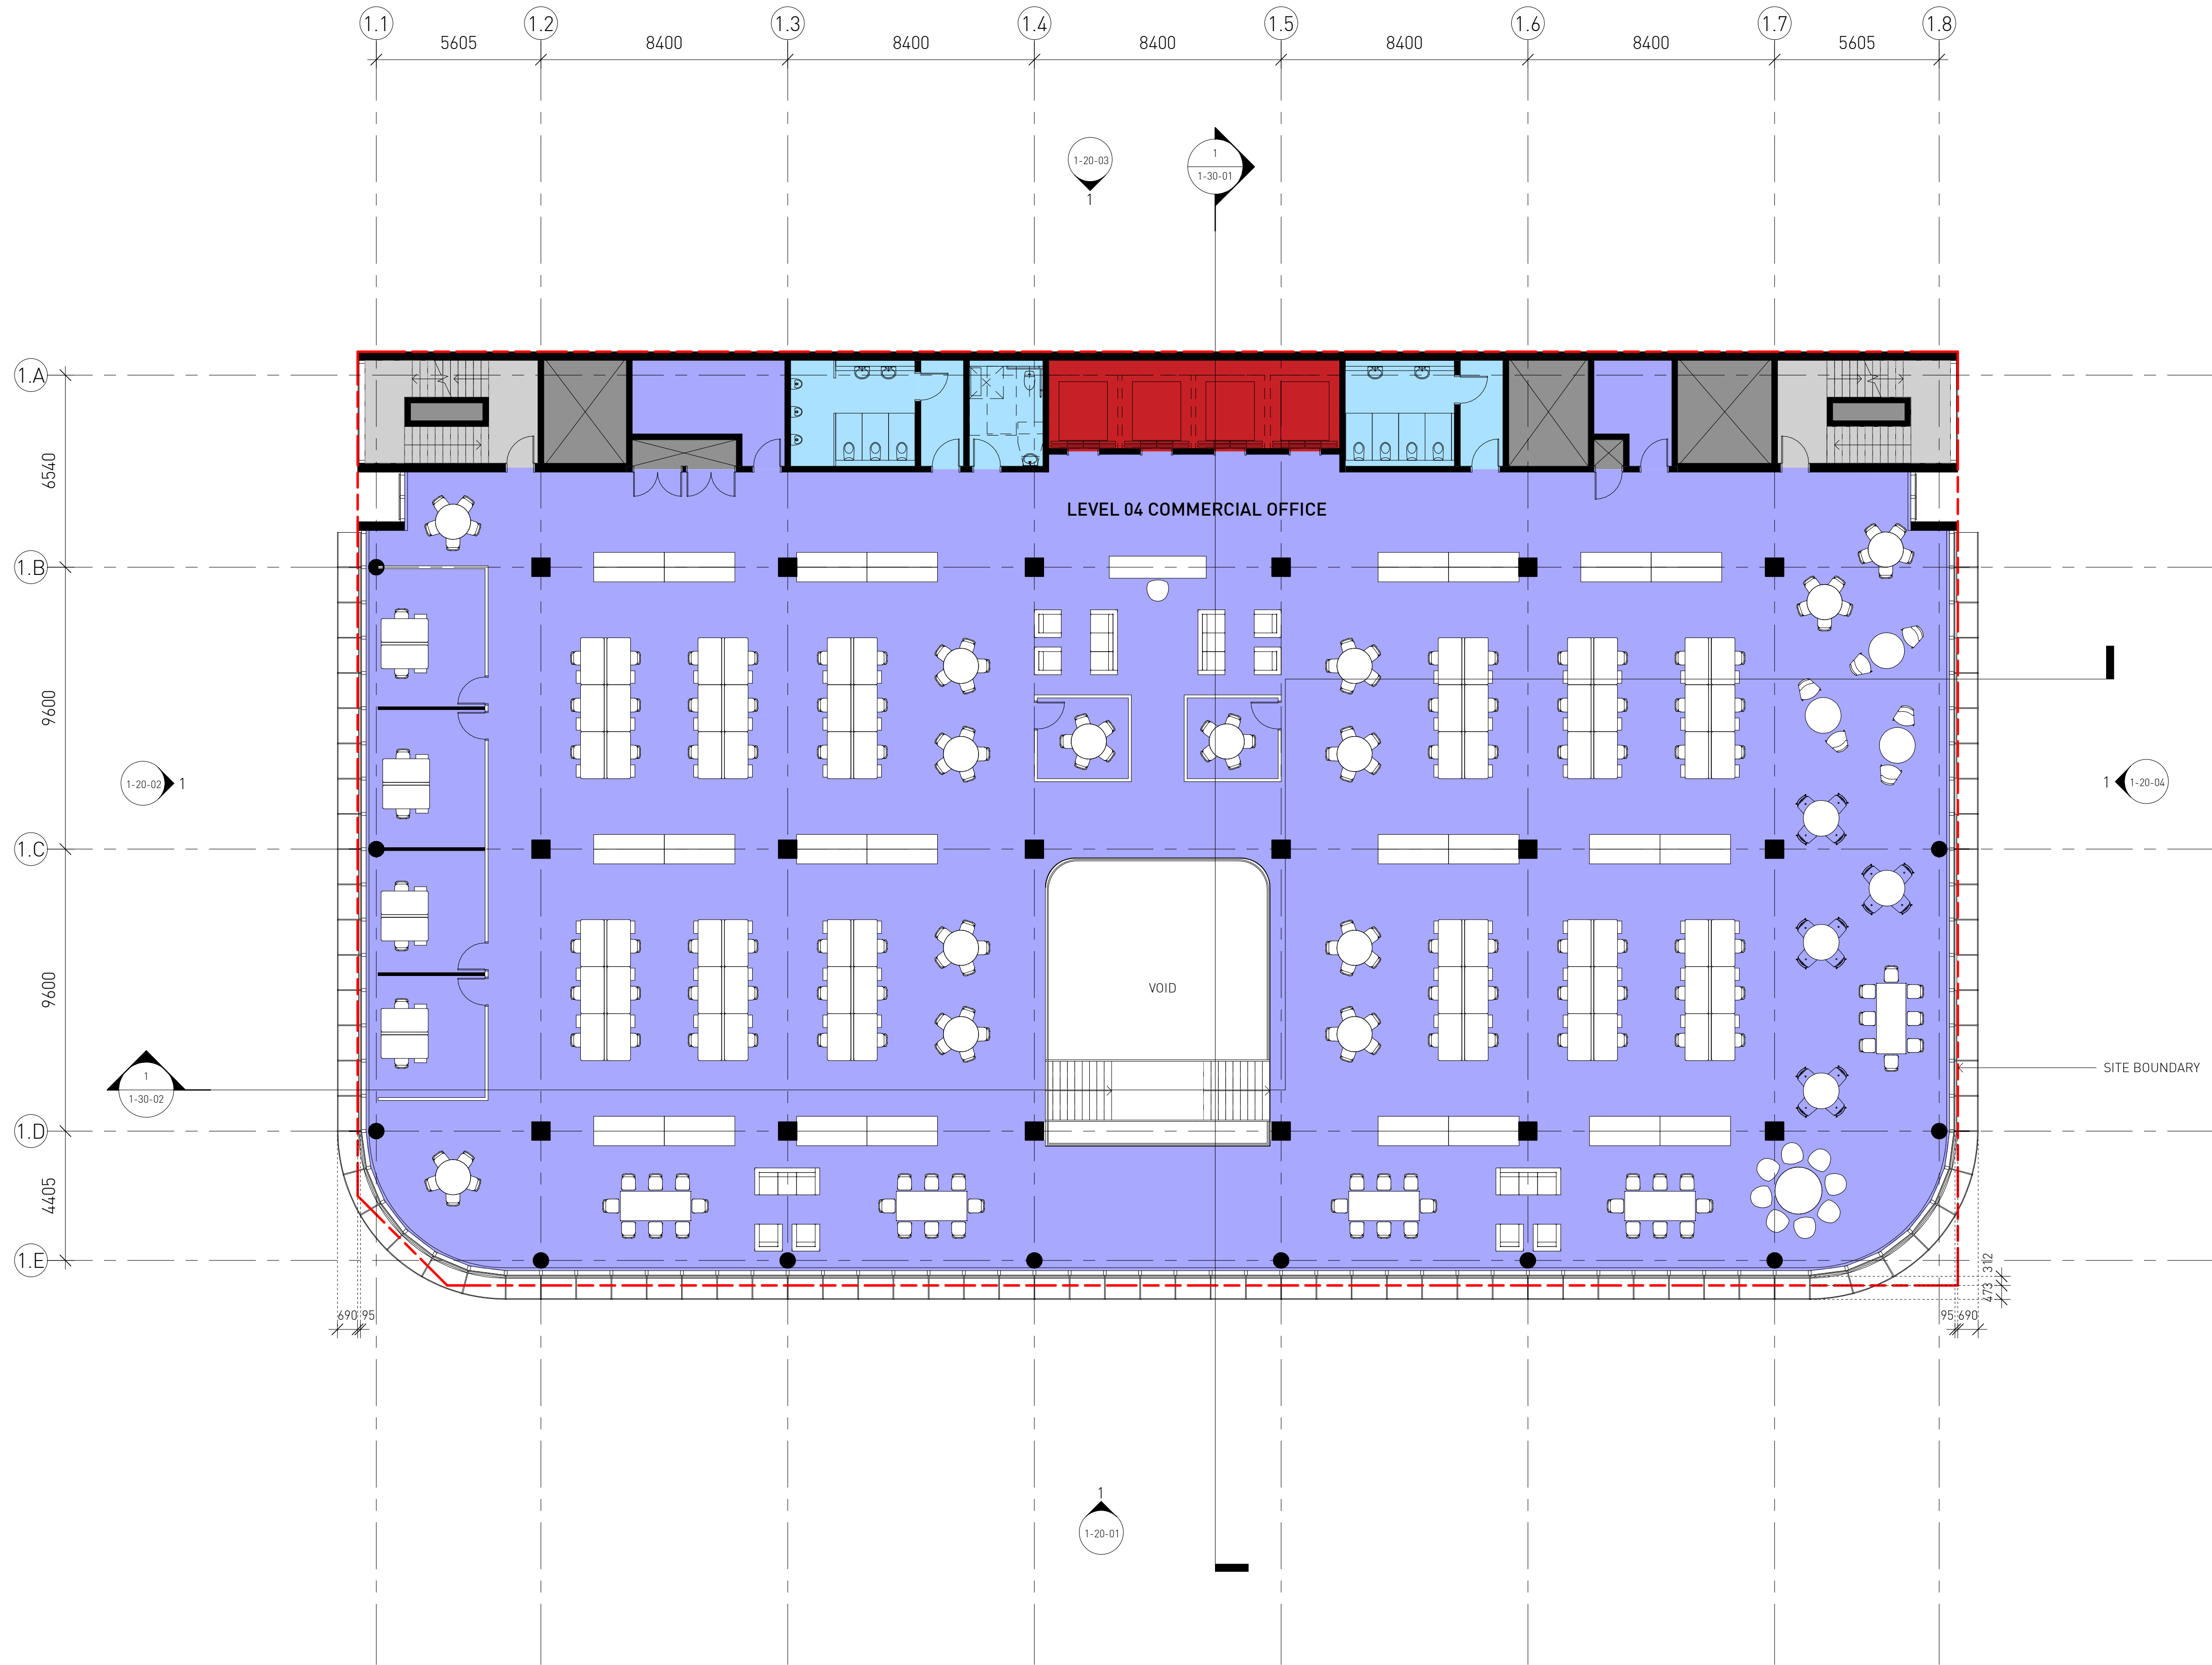 1.1 1.2 1.3 1.4 1.5 1.6 1.7 1.8
5605 8400 8400 8400 8400 8400 5605
1-20-03
1
1
1-30-01
1.A
6540
LEVEL 04 COMMERCIAL OFFICE
1.B
9600
1-20-02 1
1 1-20-04
1.C
9600
VOID
1
1-30-02
SITE BOUNDARY
1.D
4405
1.E
312
473
690 95
95 690
1
1-20-01